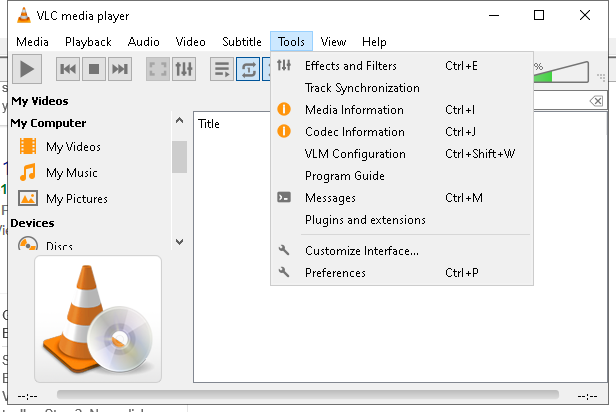 VLC media player
Media Playback Audio Video Subtitle Tools View Help
Effects and Filters Ctrl+E
Track Synchronization
Media Information Ctrl+I
Codec Information Ctrl+J
VLM Configuration Ctrl+Shift+W
Program Guide
Messages Ctrl+M
Plugins and extensions
Customize Interface...
Preferences Ctrl+P
%
My Videos
My Computer
My Videos
My Music
My Pictures
Devices
Discs
Title
--:-- --:--